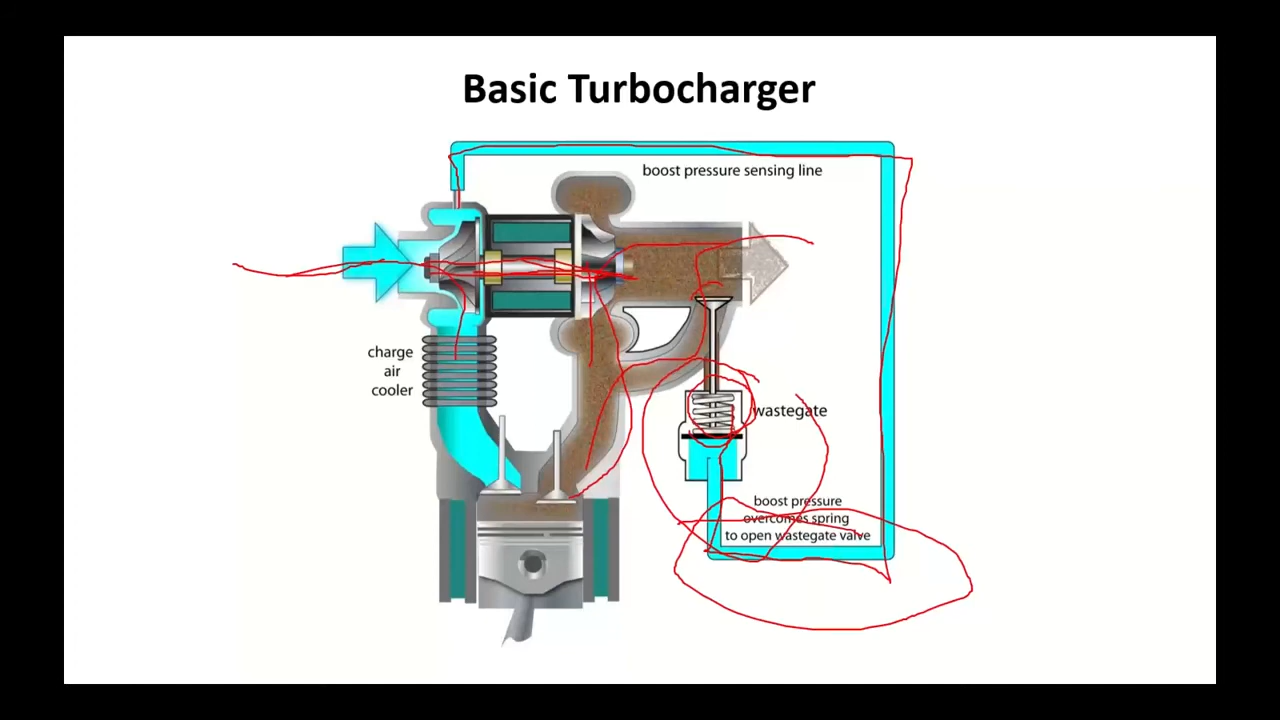 Basic Turbocharger
boost pressure sensing line
charge
air
cooler
wastegate
boost pressure
overcomes spring
to open wastegate valve